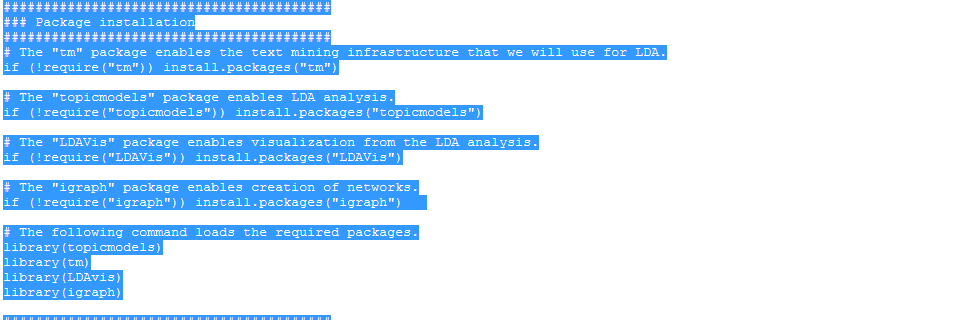 #########################################
### Package installation
#########################################
# The "tm" package enables the text mining infrastructure that we will use for LDA.
if (!require("tm")) install.packages("tm")
# The "topicmodels" package enables LDA analysis.
if (!require("topicmodels")) install.packages("topicmodels")
# The "LDAVis" package enables visualization from the LDA analysis.
if (!require("LDAVis")) install.packages("LDAVis")
# The "igraph" package enables creation of networks.
if (!require("igraph")) install.packages("igraph")
# The following command loads the required packages.
library(topicmodels)
library(tm)
library(LDAvis)
library(igraph)
#########################################